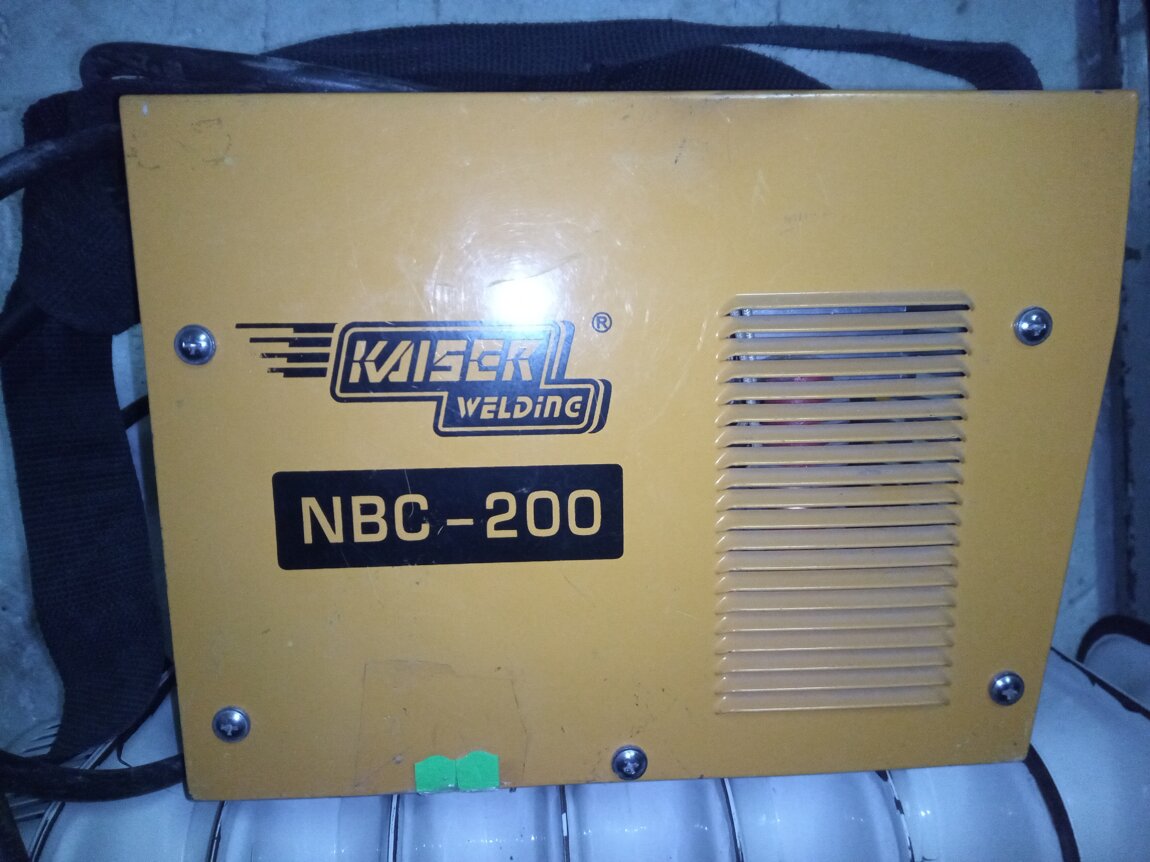 KAISER ®
WELDING
NBC-200